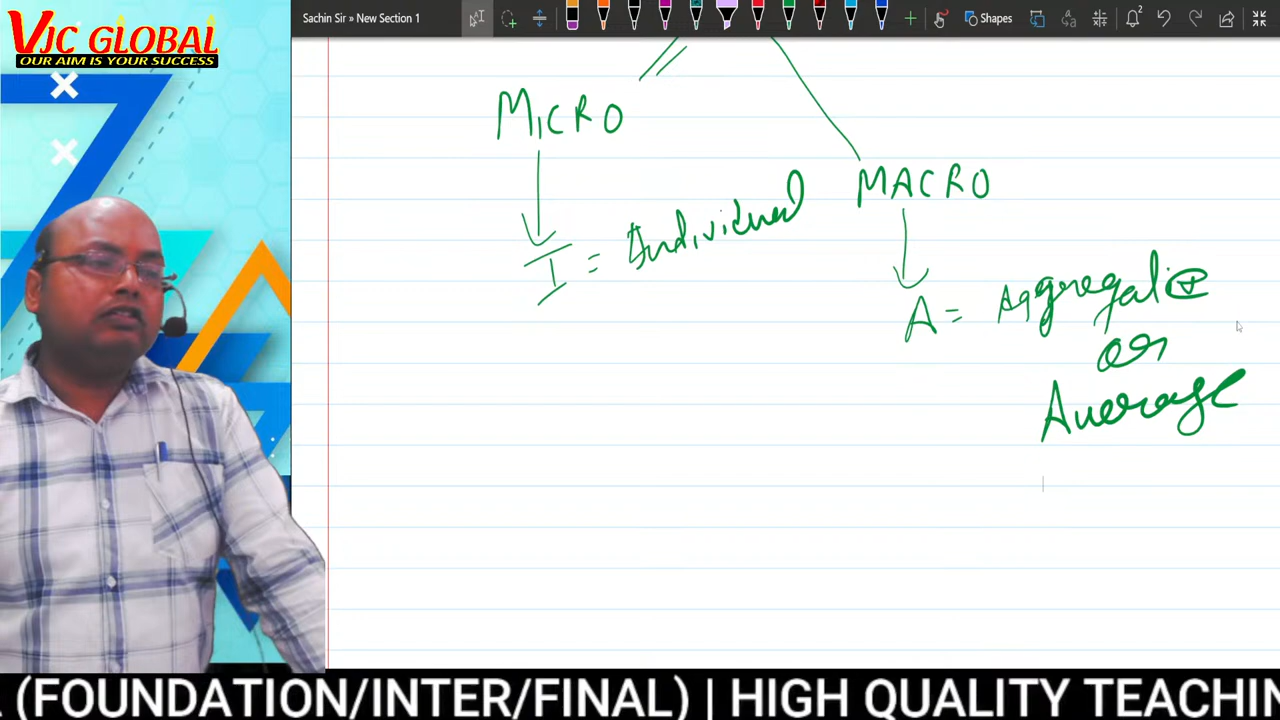 VJC GLOBAL
OUR AIM IS YOUR SUCCESS
Sachin Sir » New Section 1
Shapes
MICRO
MACRO
I = Individual
A = Aggregate
or
Average
(FOUNDATION/INTER/FINAL) | HIGH QUALITY TEACHIN